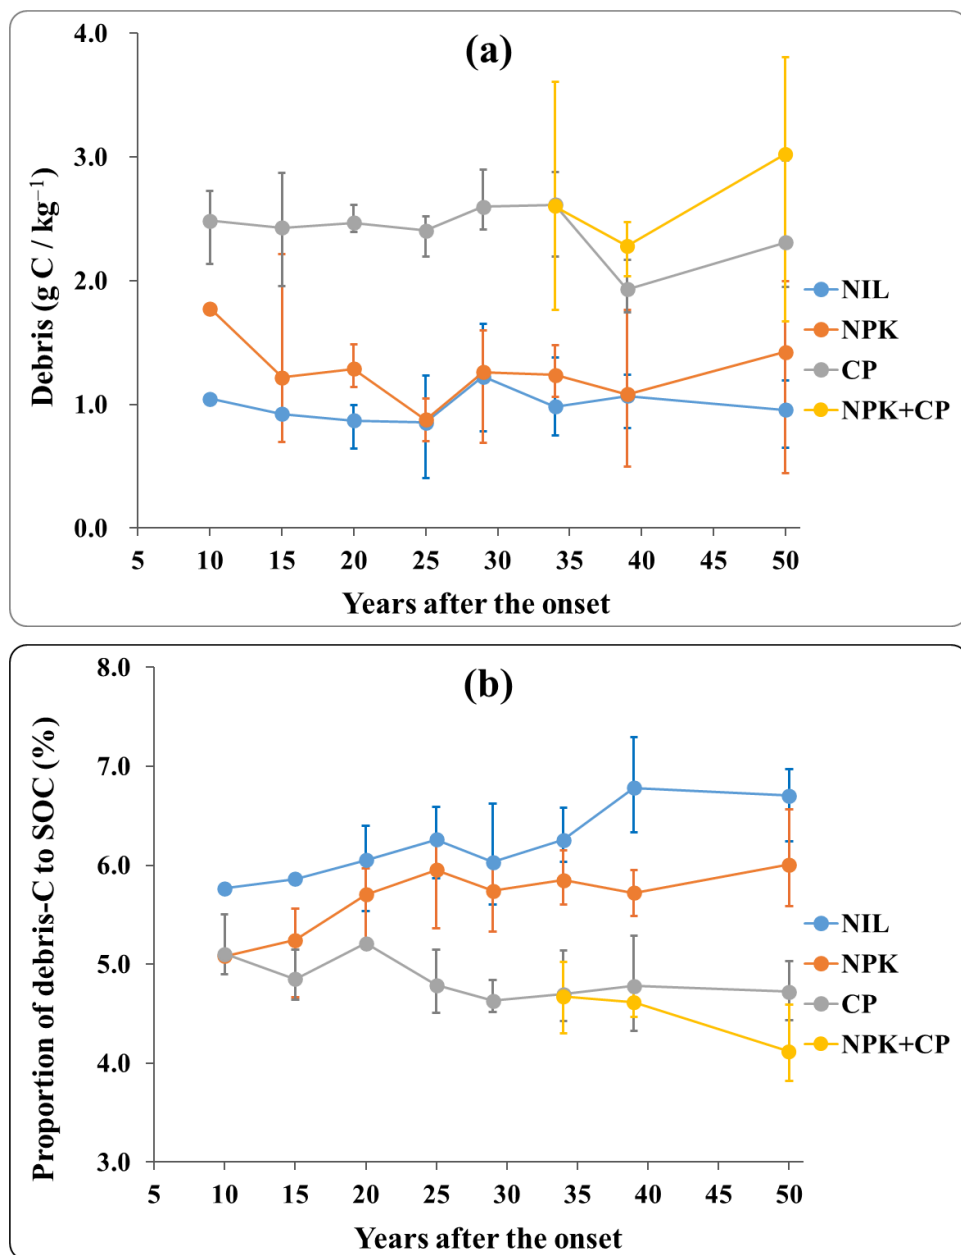 (a)
4.0
3.0
2.0
1.0
0.0
Debris (g C / kg⁻¹)
5 10 15 20 25 30 35 40 45 50
Years after the onset
NIL
NPK
CP
NPK+CP
(b)
8.0
7.0
6.0
5.0
4.0
3.0
Proportion of debris-C to SOC (%)
5 10 15 20 25 30 35 40 45 50
Years after the onset
NIL
NPK
CP
NPK+CP